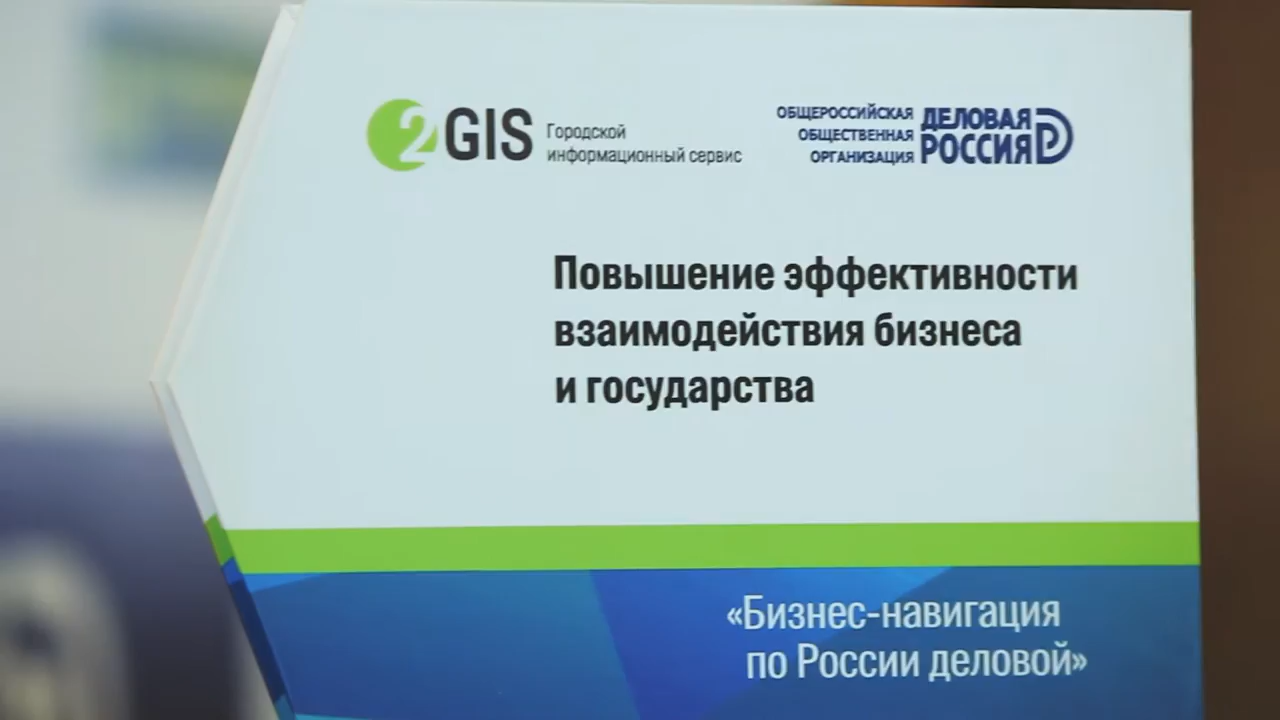 2GIS
Городской
информационный сервис
ОБЩЕРОССИЙСКАЯ
ОБЩЕСТВЕННАЯ
ОРГАНИЗАЦИЯ
ДЕЛОВАЯ
РОССИЯ
Повышение эффективности
взаимодействия бизнеса
и государства
«Бизнес-навигация
по России деловой»